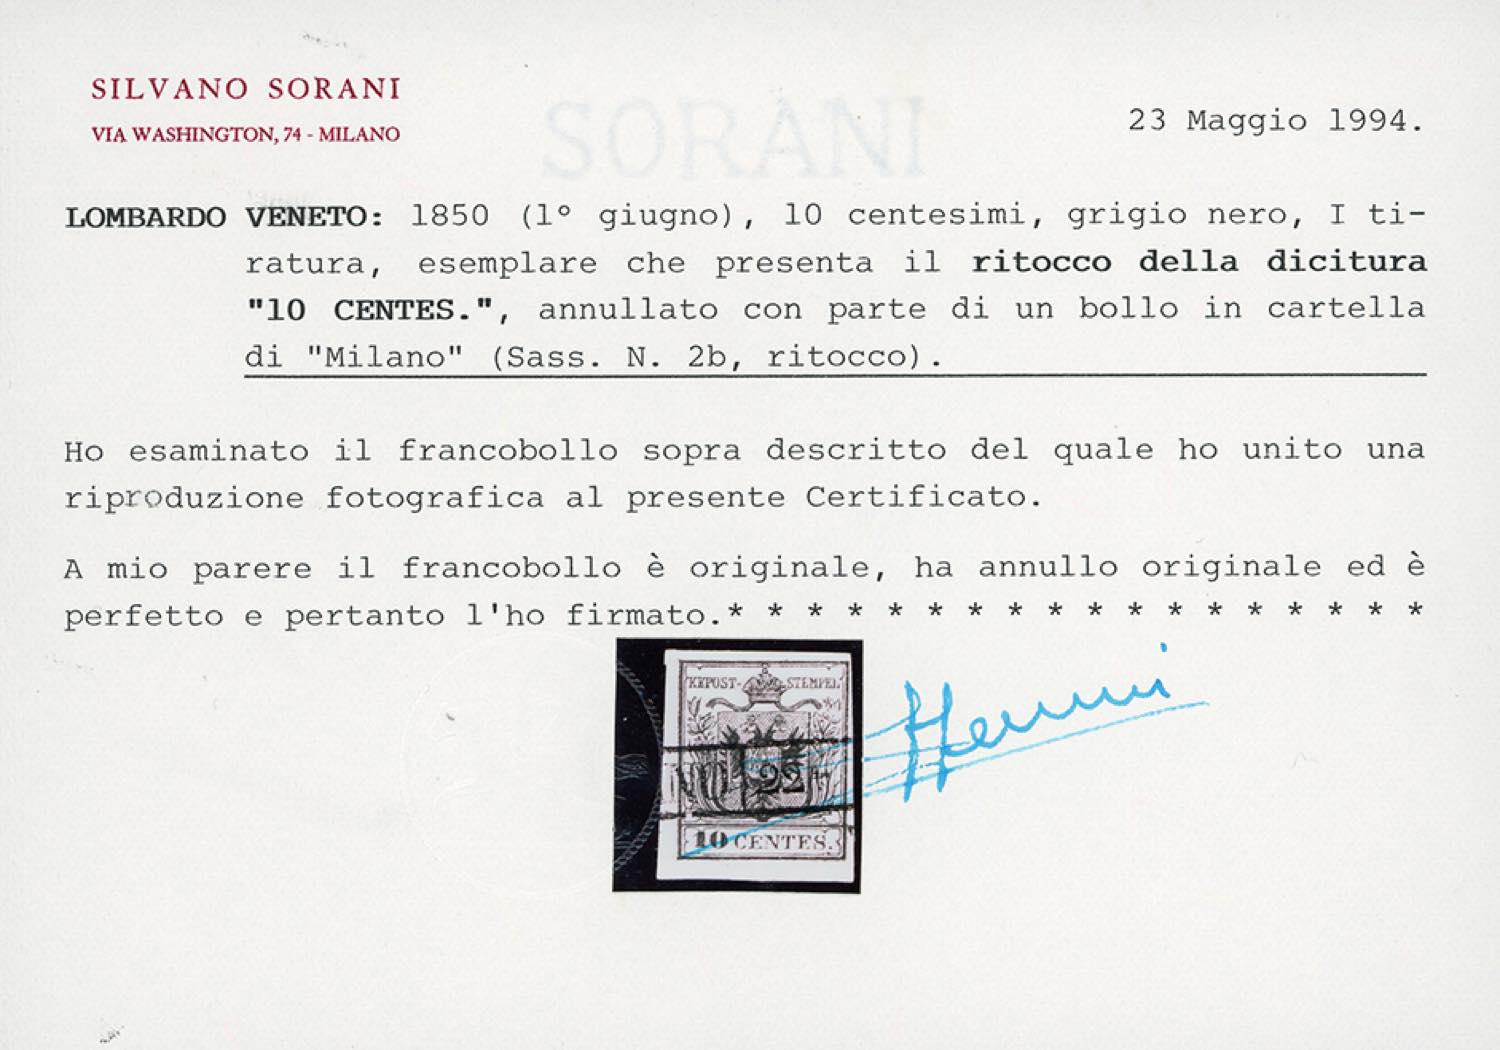 SILVANO SORANI
VIA WASHINGTON, 74 - MILANO
SORANI
23 Maggio 1994.
LOMBARDO VENETO: 1850 (1° giugno), 10 centesimi, grigio nero, I ti-
ratura, esemplare che presenta il ritocco della dicitura
"10 CENTES.", annullato con parte di un bollo in cartella
di "Milano" (Sass. N. 2b, ritocco).
Ho esaminato il francobollo sopra descritto del quale ho unito una
riproduzione fotografica al presente Certificato.
A mio parere il francobollo è originale, ha annullo originale ed è
perfetto e pertanto l'ho firmato.* * * * * * * * * * * * * * * * * *
KKPOST-STEMPEL
NO 22
10 CENTES.